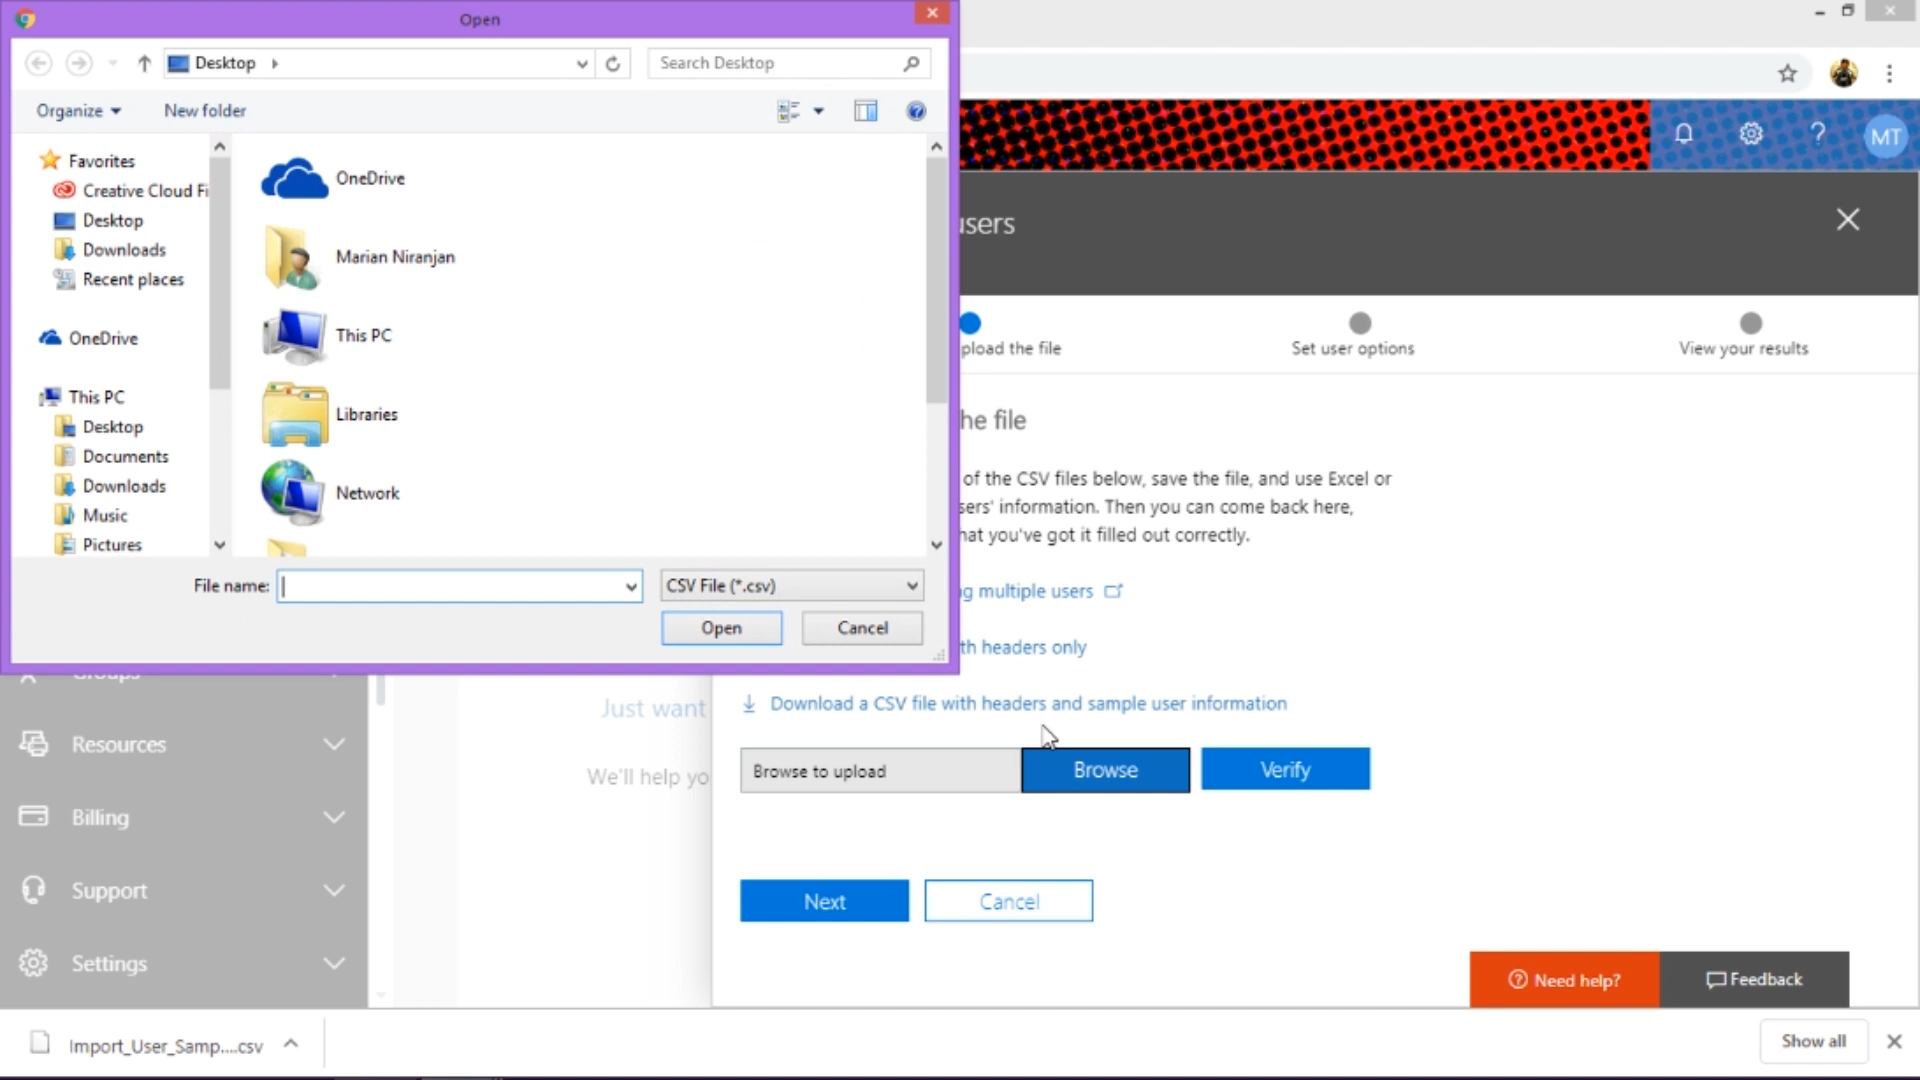 Open
Desktop
Search Desktop
Organize
New folder
Favorites
Creative Cloud Fi
Desktop
Downloads
Recent places
OneDrive
This PC
Desktop
Documents
Downloads
Music
Pictures
OneDrive
Marian Niranjan
This PC
Libraries
Network
File name:
CSV File (*.csv)
Open
Cancel
MT
users
pload the file
Set user options
View your results
he file
of the CSV files below, save the file, and use Excel or
sers' information. Then you can come back here,
hat you've got it filled out correctly.
g multiple users
th headers only
Download a CSV file with headers and sample user information
Browse to upload
Browse
Verify
Next
Cancel
Just want
We'll help yo
Groups
Resources
Billing
Support
Settings
Need help?
Feedback
Import_User_Samp....csv
Show all